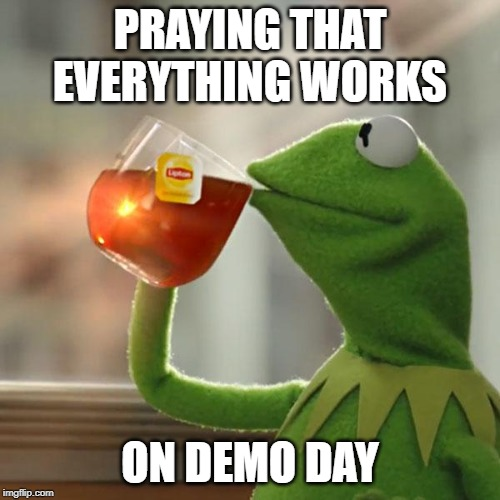 PRAYING THAT
EVERYTHING WORKS
Lipton
ON DEMO DAY
imgflip.com